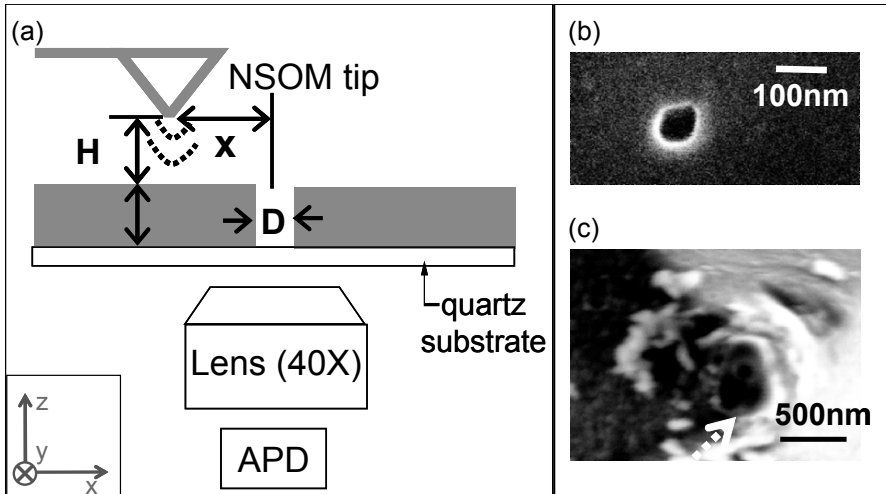 (a)
NSOM tip
H
x
D
quartz
substrate
Lens (40X)
APD
z
y
x
(b)
100nm
(c)
500nm